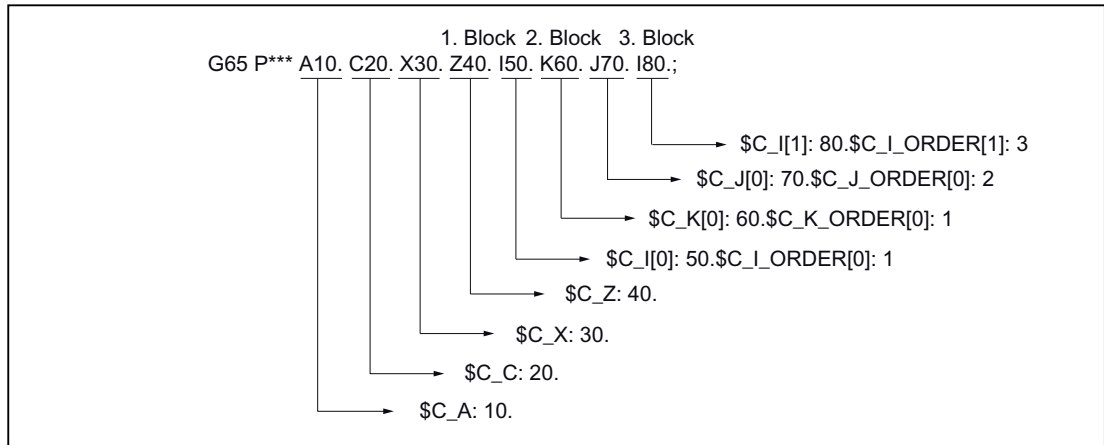 1. Block 2. Block 3. Block
G65 P*** A10. C20. X30. Z40. I50. K60. J70. I80.;
$C_I[1]: 80.$C_I_ORDER[1]: 3
$C_J[0]: 70.$C_J_ORDER[0]: 2
$C_K[0]: 60.$C_K_ORDER[0]: 1
$C_I[0]: 50.$C_I_ORDER[0]: 1
$C_Z: 40.
$C_X: 30.
$C_C: 20.
$C_A: 10.